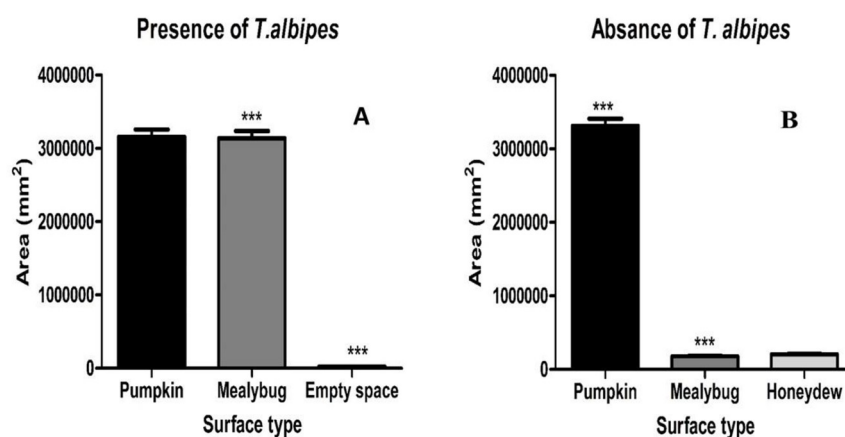 Presence of T.albipes
4000000
3000000
2000000
1000000
0
Area (mm²)
***
***
A
Pumpkin
Mealybug
Empty space
Surface type
Absance of T. albipes
4000000
3000000
2000000
1000000
0
Area (mm²)
***
***
B
Pumpkin
Mealybug
Honeydew
Surface type